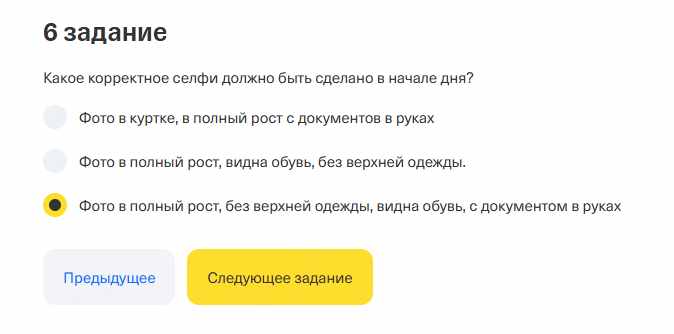 6 задание
Какое корректное селфи должно быть сделано в начале дня?
Фото в куртке, в полный рост с документов в руках
Фото в полный рост, видна обувь, без верхней одежды.
Фото в полный рост, без верхней одежды, видна обувь, с документом в руках
Предыдущее Следующее задание